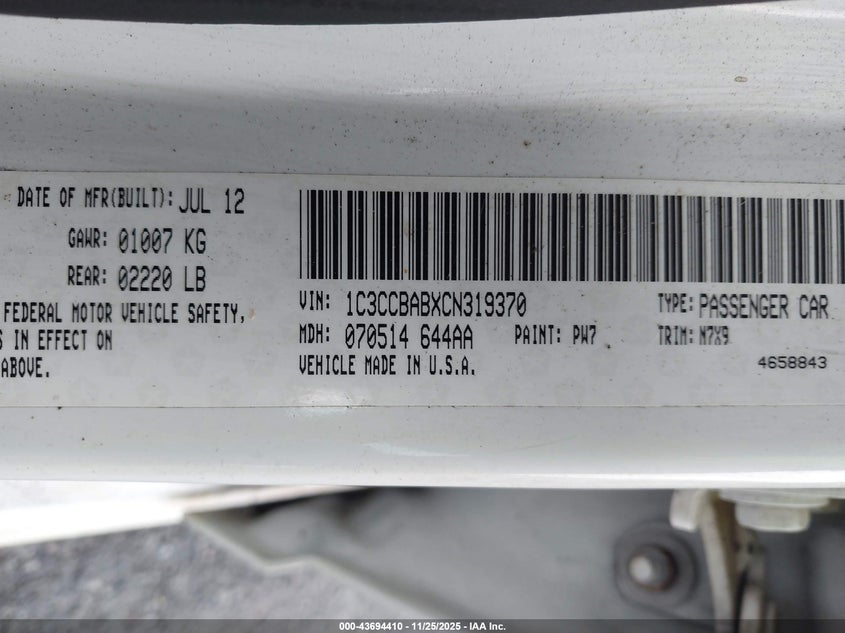 DATE OF MFR(BUILT): JUL 12
GAWR: 01007 KG
REAR: 02220 LB
FEDERAL MOTOR VEHICLE SAFETY,
S IN EFFECT ON
ABOVE.
VIN: 1C3CCBABXCN319370
TYPE: PASSENGER CAR
MDH: 070514 644AA
PAINT: PW7
TRIM: N7X9
VEHICLE MADE IN U.S.A.
4658843
000-43694410 - 11/25/2025 - IAA Inc.